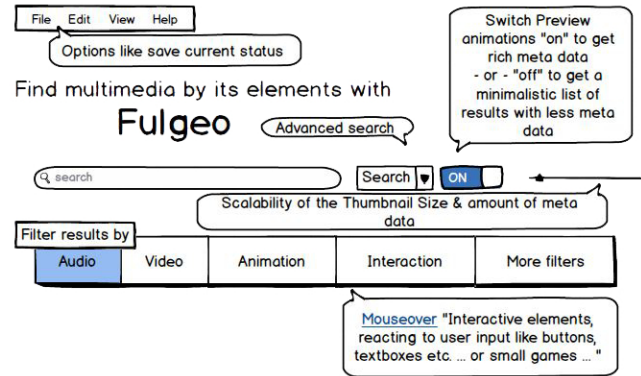 File Edit View Help
Options like save current status
Switch Preview
animations "on" to get
rich meta data
- or - "off" to get a
minimalistic list of
results with less meta
data
Find multimedia by its elements with
Fulgeo
Advanced search
search
Search
ON
Scalability of the Thumbnail Size & amount of meta
data
Filter results by
Audio Video Animation Interaction More filters
Mouseover "Interactive elements,
reacting to user input like buttons,
textboxes etc. ... or small games ... "